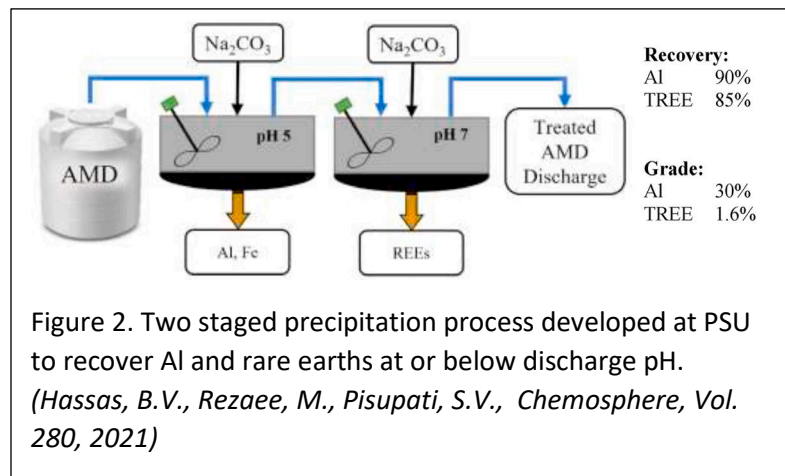 Na₂CO₃
Na₂CO₃
AMD
pH 5
pH 7
Treated
AMD
Discharge
Al, Fe
REEs
Recovery:
Al 90%
TREE 85%
Grade:
Al 30%
TREE 1.6%
Figure 2. Two staged precipitation process developed at PSU
to recover Al and rare earths at or below discharge pH.
(Hassas, B.V., Rezaee, M., Pisupati, S.V., Chemosphere, Vol.
280, 2021)